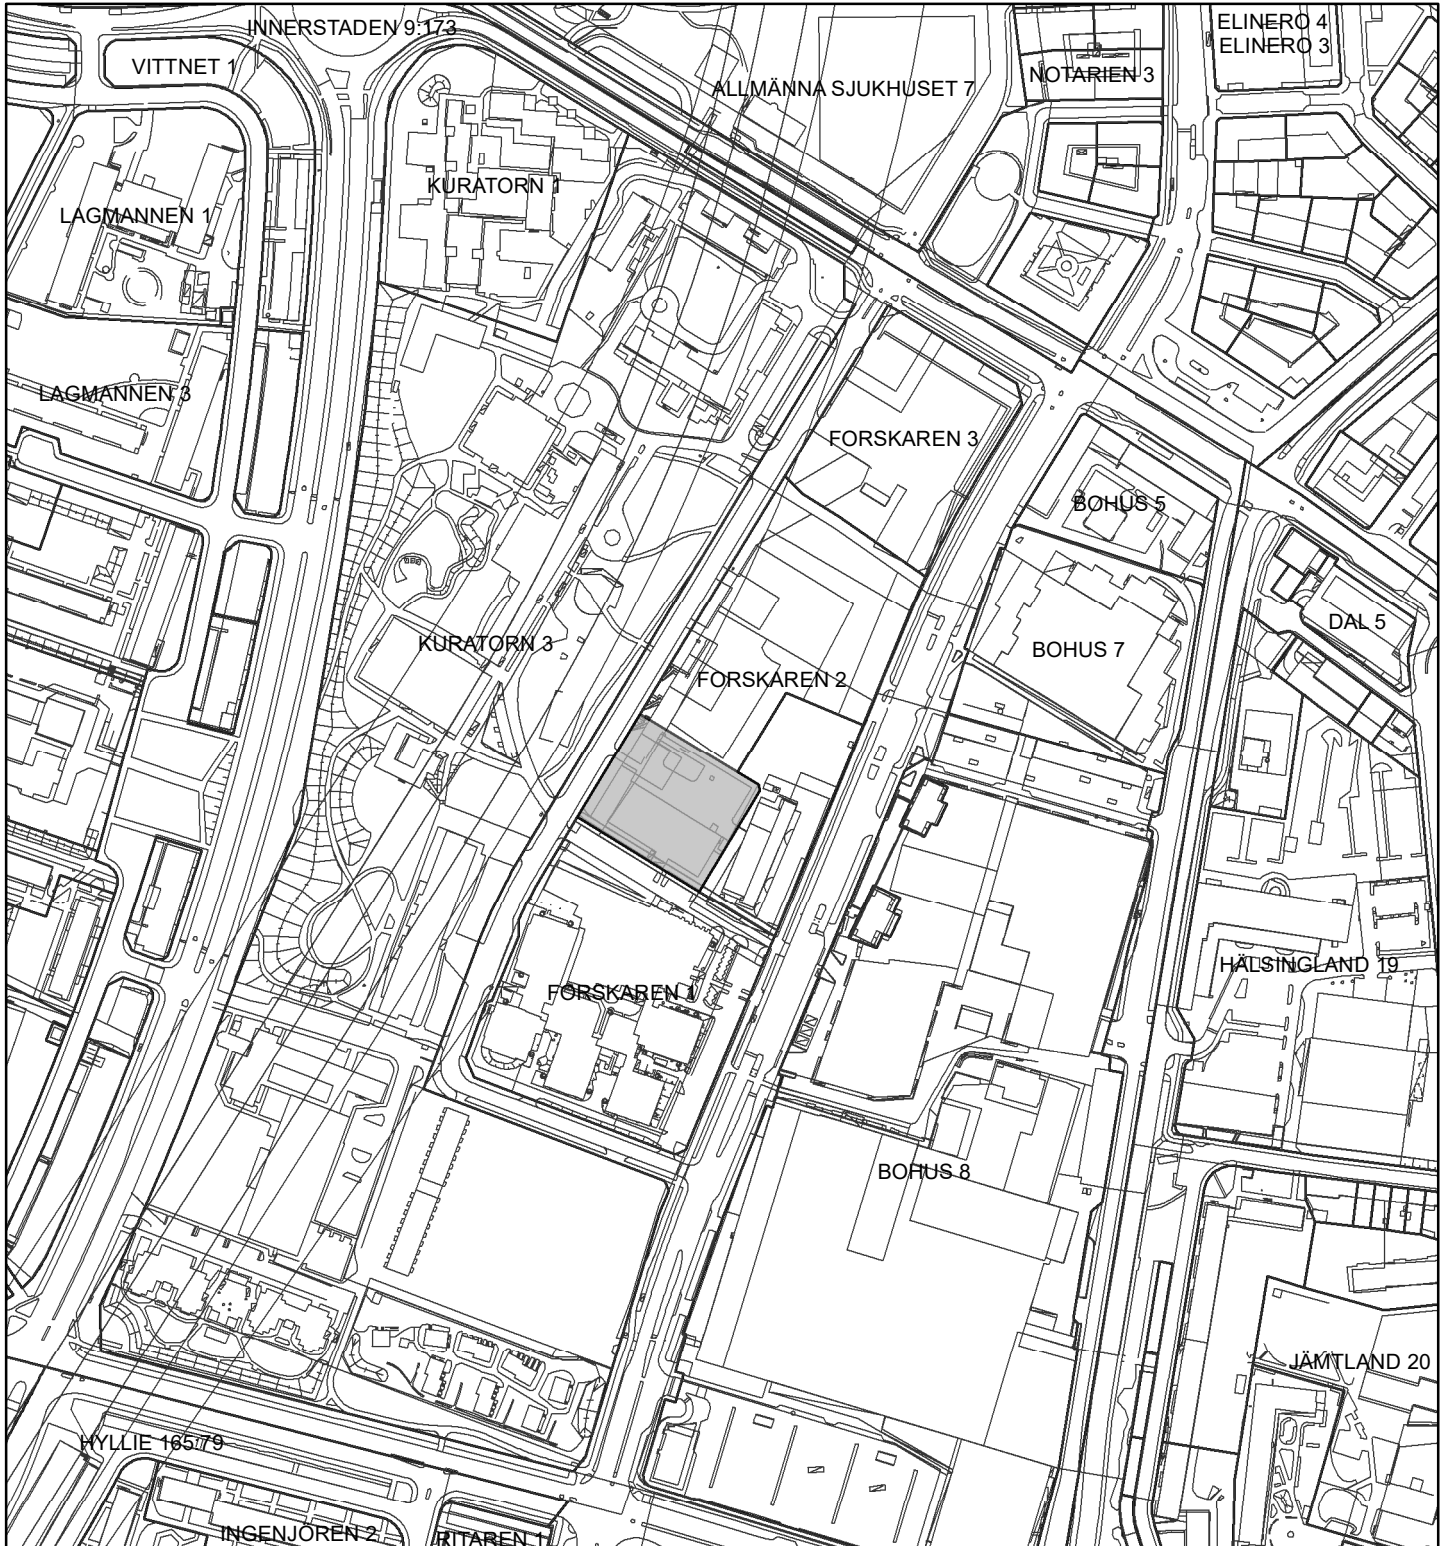 INNERSTADEN 9:173
ELINERO 4
ELINERO 3
VITTNET 1
NOTARIEN 3
ALLMÄNNA SJUKHUSET 7
KURATORN 1
LAGMANNEN 1
LAGMANNEN 3
FORSKAREN 3
BOHUS 5
DAL 5
KURATORN 3
BOHUS 7
FORSKAREN 2
HÄLSINGLAND 19
FORSKAREN 1
BOHUS 8
JÄMTLAND 20
HYLLIE 165:79
INGENJÖREN 2
RITAREN 1